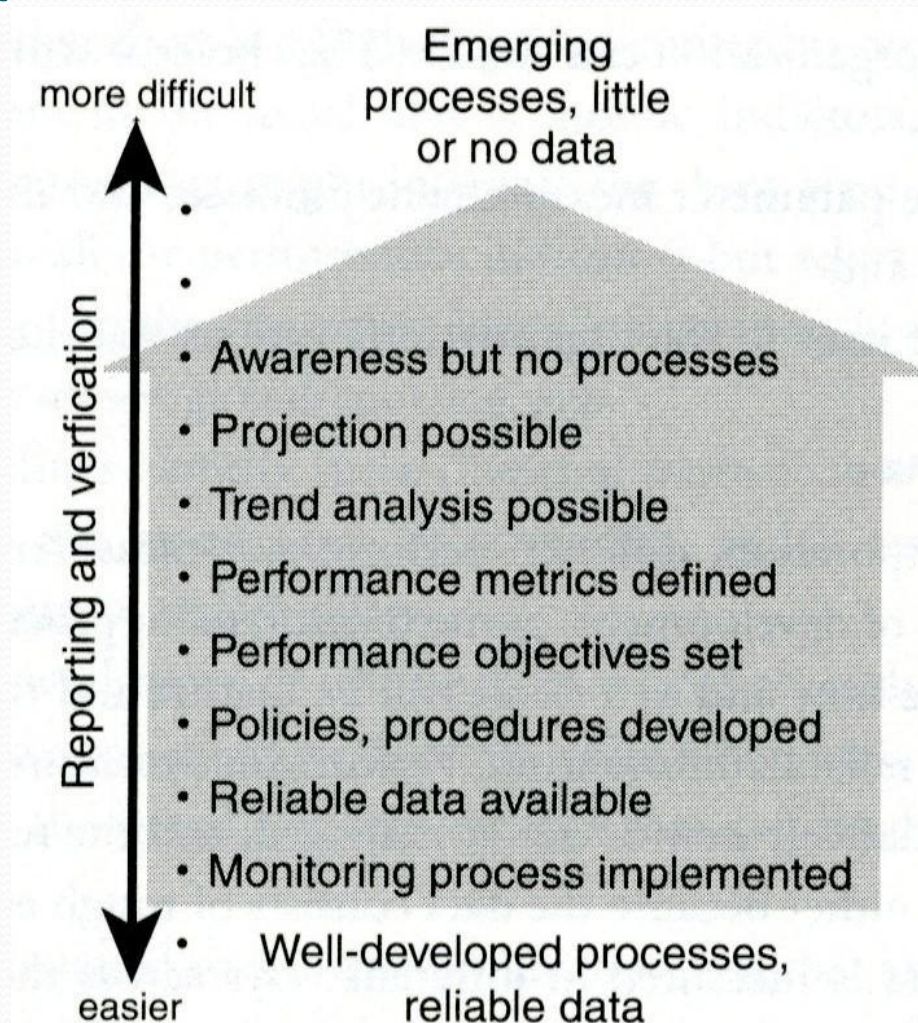 Emerging
processes, little
or no data
more difficult
Reporting and verfication
• Awareness but no processes
• Projection possible
• Trend analysis possible
• Performance metrics defined
• Performance objectives set
• Policies, procedures developed
• Reliable data available
• Monitoring process implemented
• Well-developed processes,
reliable data
easier